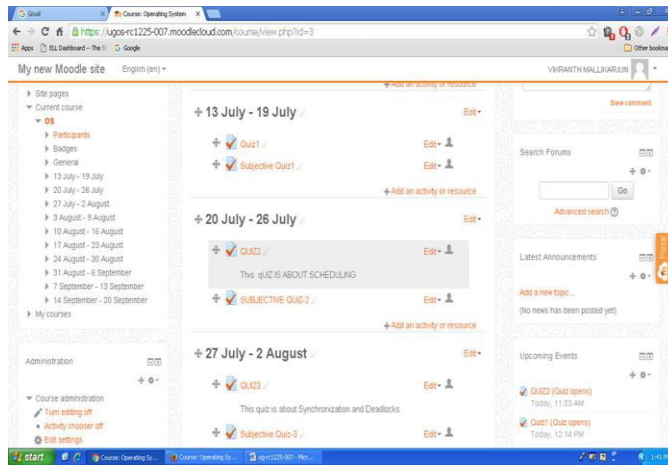 Gmail
Course: Operating System
https://ugos-rc1225-007.moodlecloud.com/course/view.php?id=3
Apps
ELL Dashboard -- The S
Google
Other bookma
My new Moodle site
English (en)
VIKRANTH MALLIKARJUN
Site pages
Current course
OS
Participants
Badges
General
13 July - 19 July
20 July - 26 July
27 July - 2 August
3 August - 9 August
10 August - 16 August
17 August - 23 August
24 August - 30 August
31 August - 6 September
7 September - 13 September
14 September - 20 September
My courses
Administration
Course administration
Turn editing off
Activity chooser off
Edit settings
Add an activity or resource
13 July - 19 July
Edit
Quiz1
Edit
Subjective Quiz1
Edit
Add an activity or resource
20 July - 26 July
Edit
QUIZ2
Edit
This qUIZ IS ABOUT SCHEDULING
SUBJECTIVE QUIZ-2
Edit
Add an activity or resource
27 July - 2 August
Edit
QUIZ3
Edit
This quiz is about Synchronization and Deadlocks
Subjective Quiz-3
Edit
Save comment
Search Forums
Go
Advanced search
Latest Announcements
Add a new topic...
(No news has been posted yet)
Upcoming Events
QUIZ2 (Quiz opens)
Today, 11:53 AM
Quiz1 (Quiz opens)
Today, 12:14 PM
Portal
start
Course: Operating Sy...
Course: Operating Sy...
ug-rc1225-007 - Micr...
1:41 PM